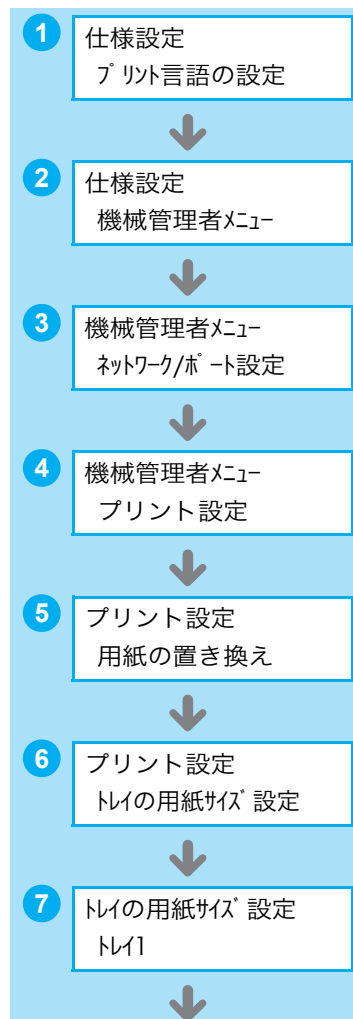 1
仕様設定
ﾌﾟﾘﾝﾄ言語の設定
2
仕様設定
機械管理者ﾒﾆｭｰ
3
機械管理者ﾒﾆｭｰ
ﾈｯﾄﾜｰｸ/ﾎﾟｰﾄ設定
4
機械管理者ﾒﾆｭｰ
プリント設定
5
プリント設定
用紙の置き換え
6
プリント設定
ﾄﾚｲの用紙ｻｲｽﾞ設定
7
ﾄﾚｲの用紙ｻｲｽﾞ設定
ﾄﾚｲ1